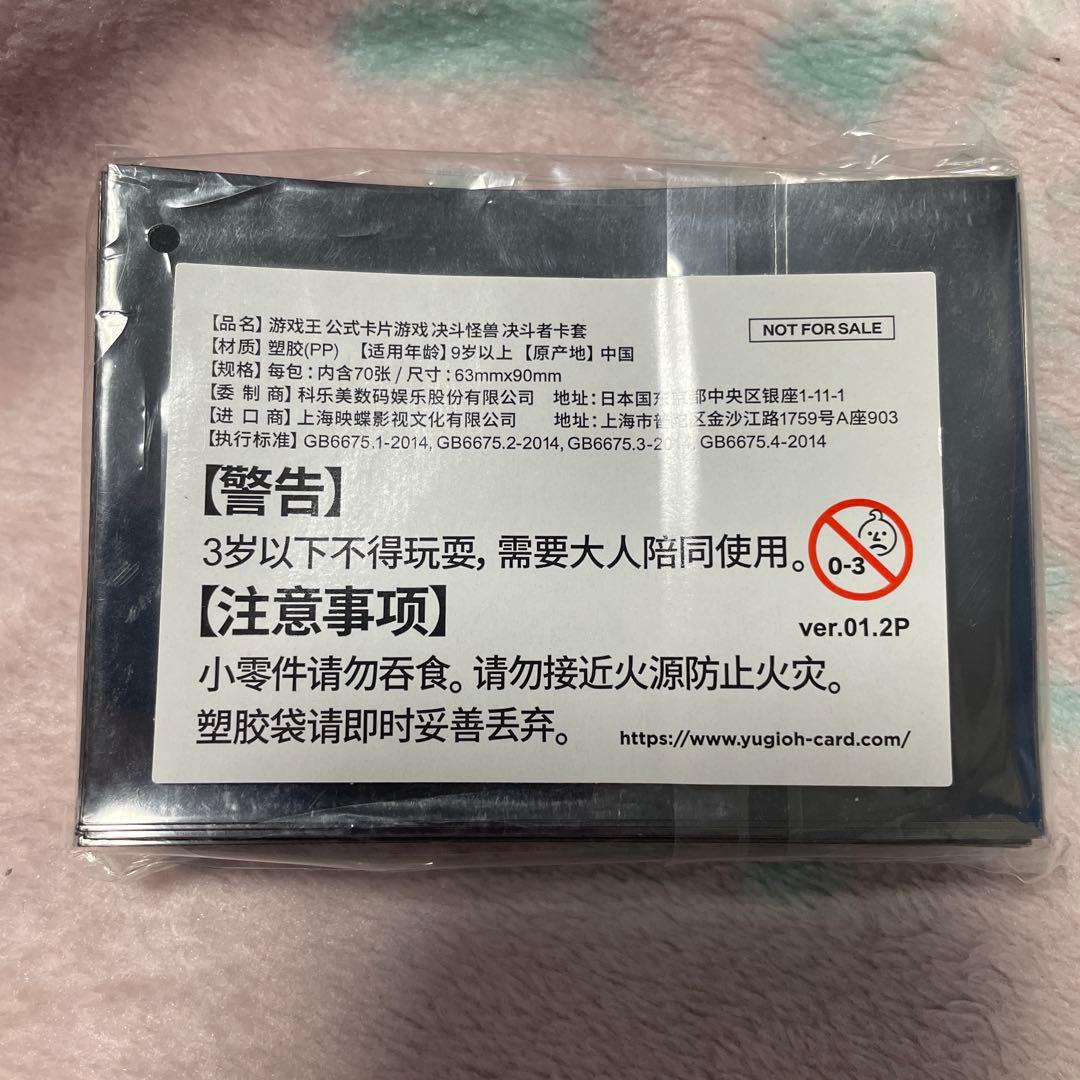 【品名】游戏王 公式卡片游戏 决斗怪兽 决斗者卡套
NOT FOR SALE
【材质】塑胶(PP) 【适用年龄】9岁以上 【原产地】中国
【规格】每包：内含70张 / 尺寸：63mmx90mm
【委 制 商】科乐美数码娱乐股份有限公司 地址：日本国东京都中央区银座1-11-1
【进 口 商】上海映蝶影视文化有限公司 地址：上海市普陀区金沙江路1759号A座903
【执行标准】GB6675.1-2014, GB6675.2-2014, GB6675.3-2014, GB6675.4-2014
【警告】
3岁以下不得玩耍，需要大人陪同使用。
0-3
【注意事项】
ver.01.2P
小零件请勿吞食。请勿接近火源防止火灾。
塑胶袋请即时妥善丢弃。
https://www.yugioh-card.com/